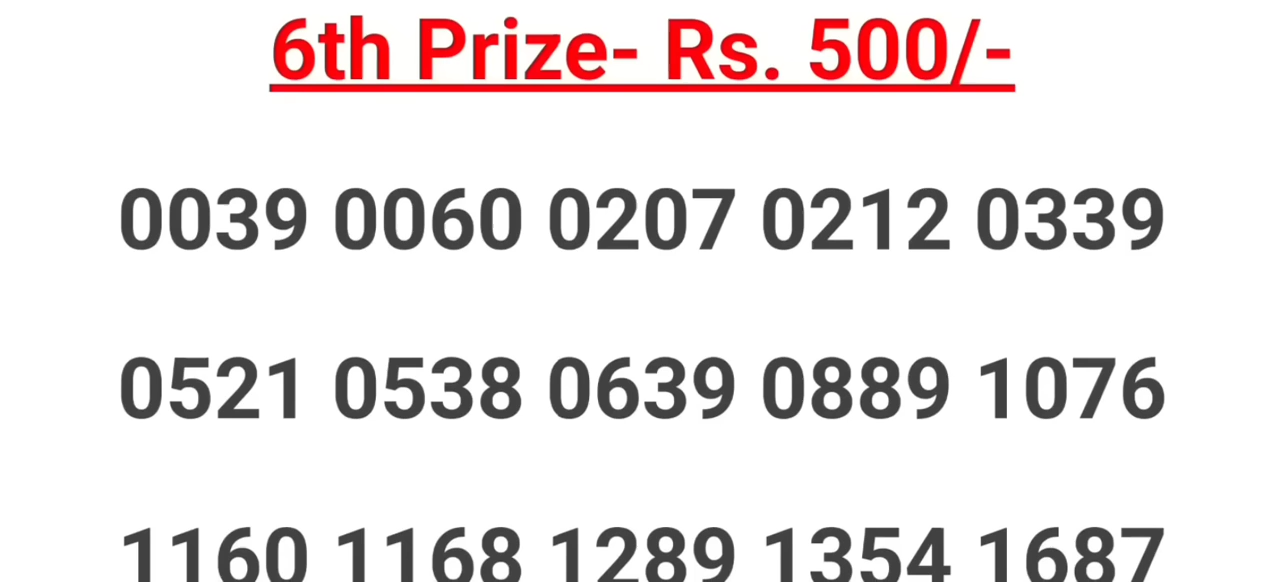 6th Prize- Rs. 500/-
0039 0060 0207 0212 0339
0521 0538 0639 0889 1076
1160 1168 1289 1354 1687